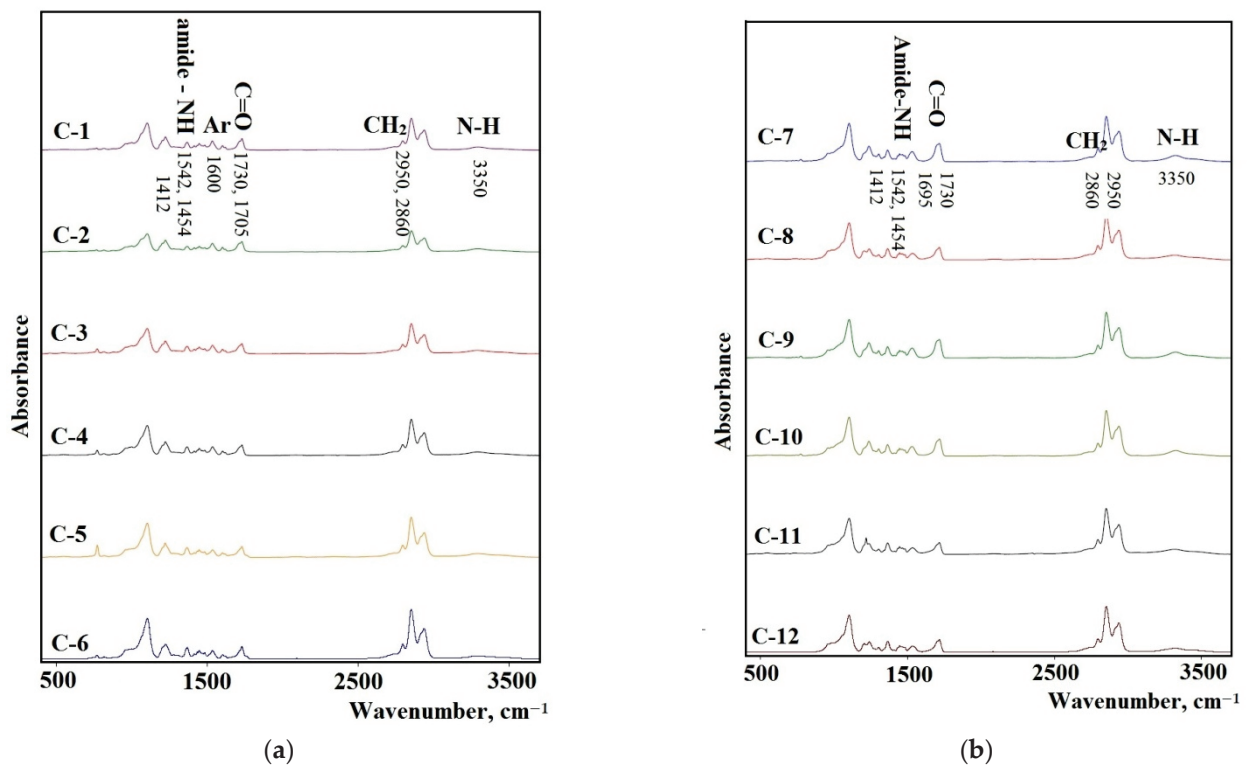 amide - NH
Ar
C=O
CH₂
N-H
C-1
1412
1542, 1454
1600
1730, 1705
2950, 2860
3350
C-2
C-3
C-4
C-5
C-6
Absorbance
500
1500
2500
3500
Wavenumber, cm⁻¹
(a)
Amide-NH
C=O
CH₂
N-H
C-7
1412
1542, 1454
1695
1730
2860
2950
3350
C-8
C-9
C-10
C-11
C-12
Absorbance
500
1500
2500
3500
Wavenumber, cm⁻¹
(b)